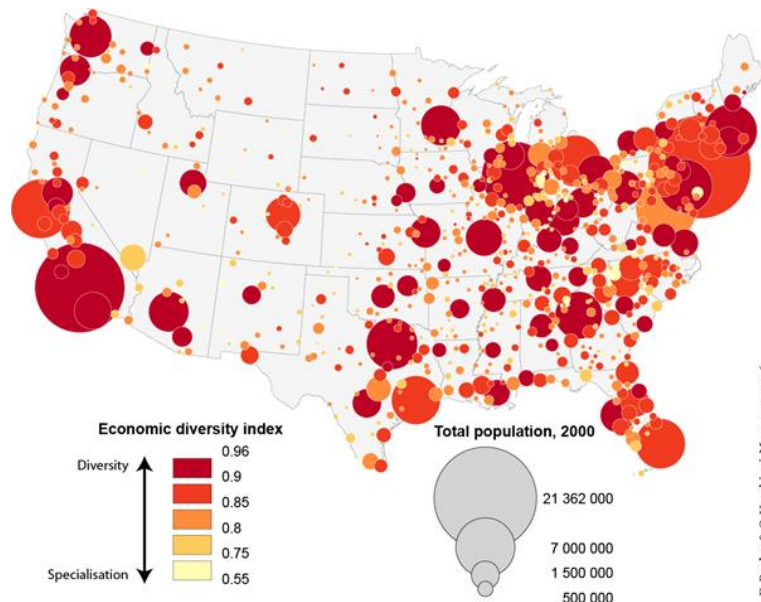 Economic diversity index
Diversity
Specialisation
0.96
0.9
0.85
0.8
0.75
0.55
Total population, 2000
21 362 000
7 000 000
1 500 000
500 000